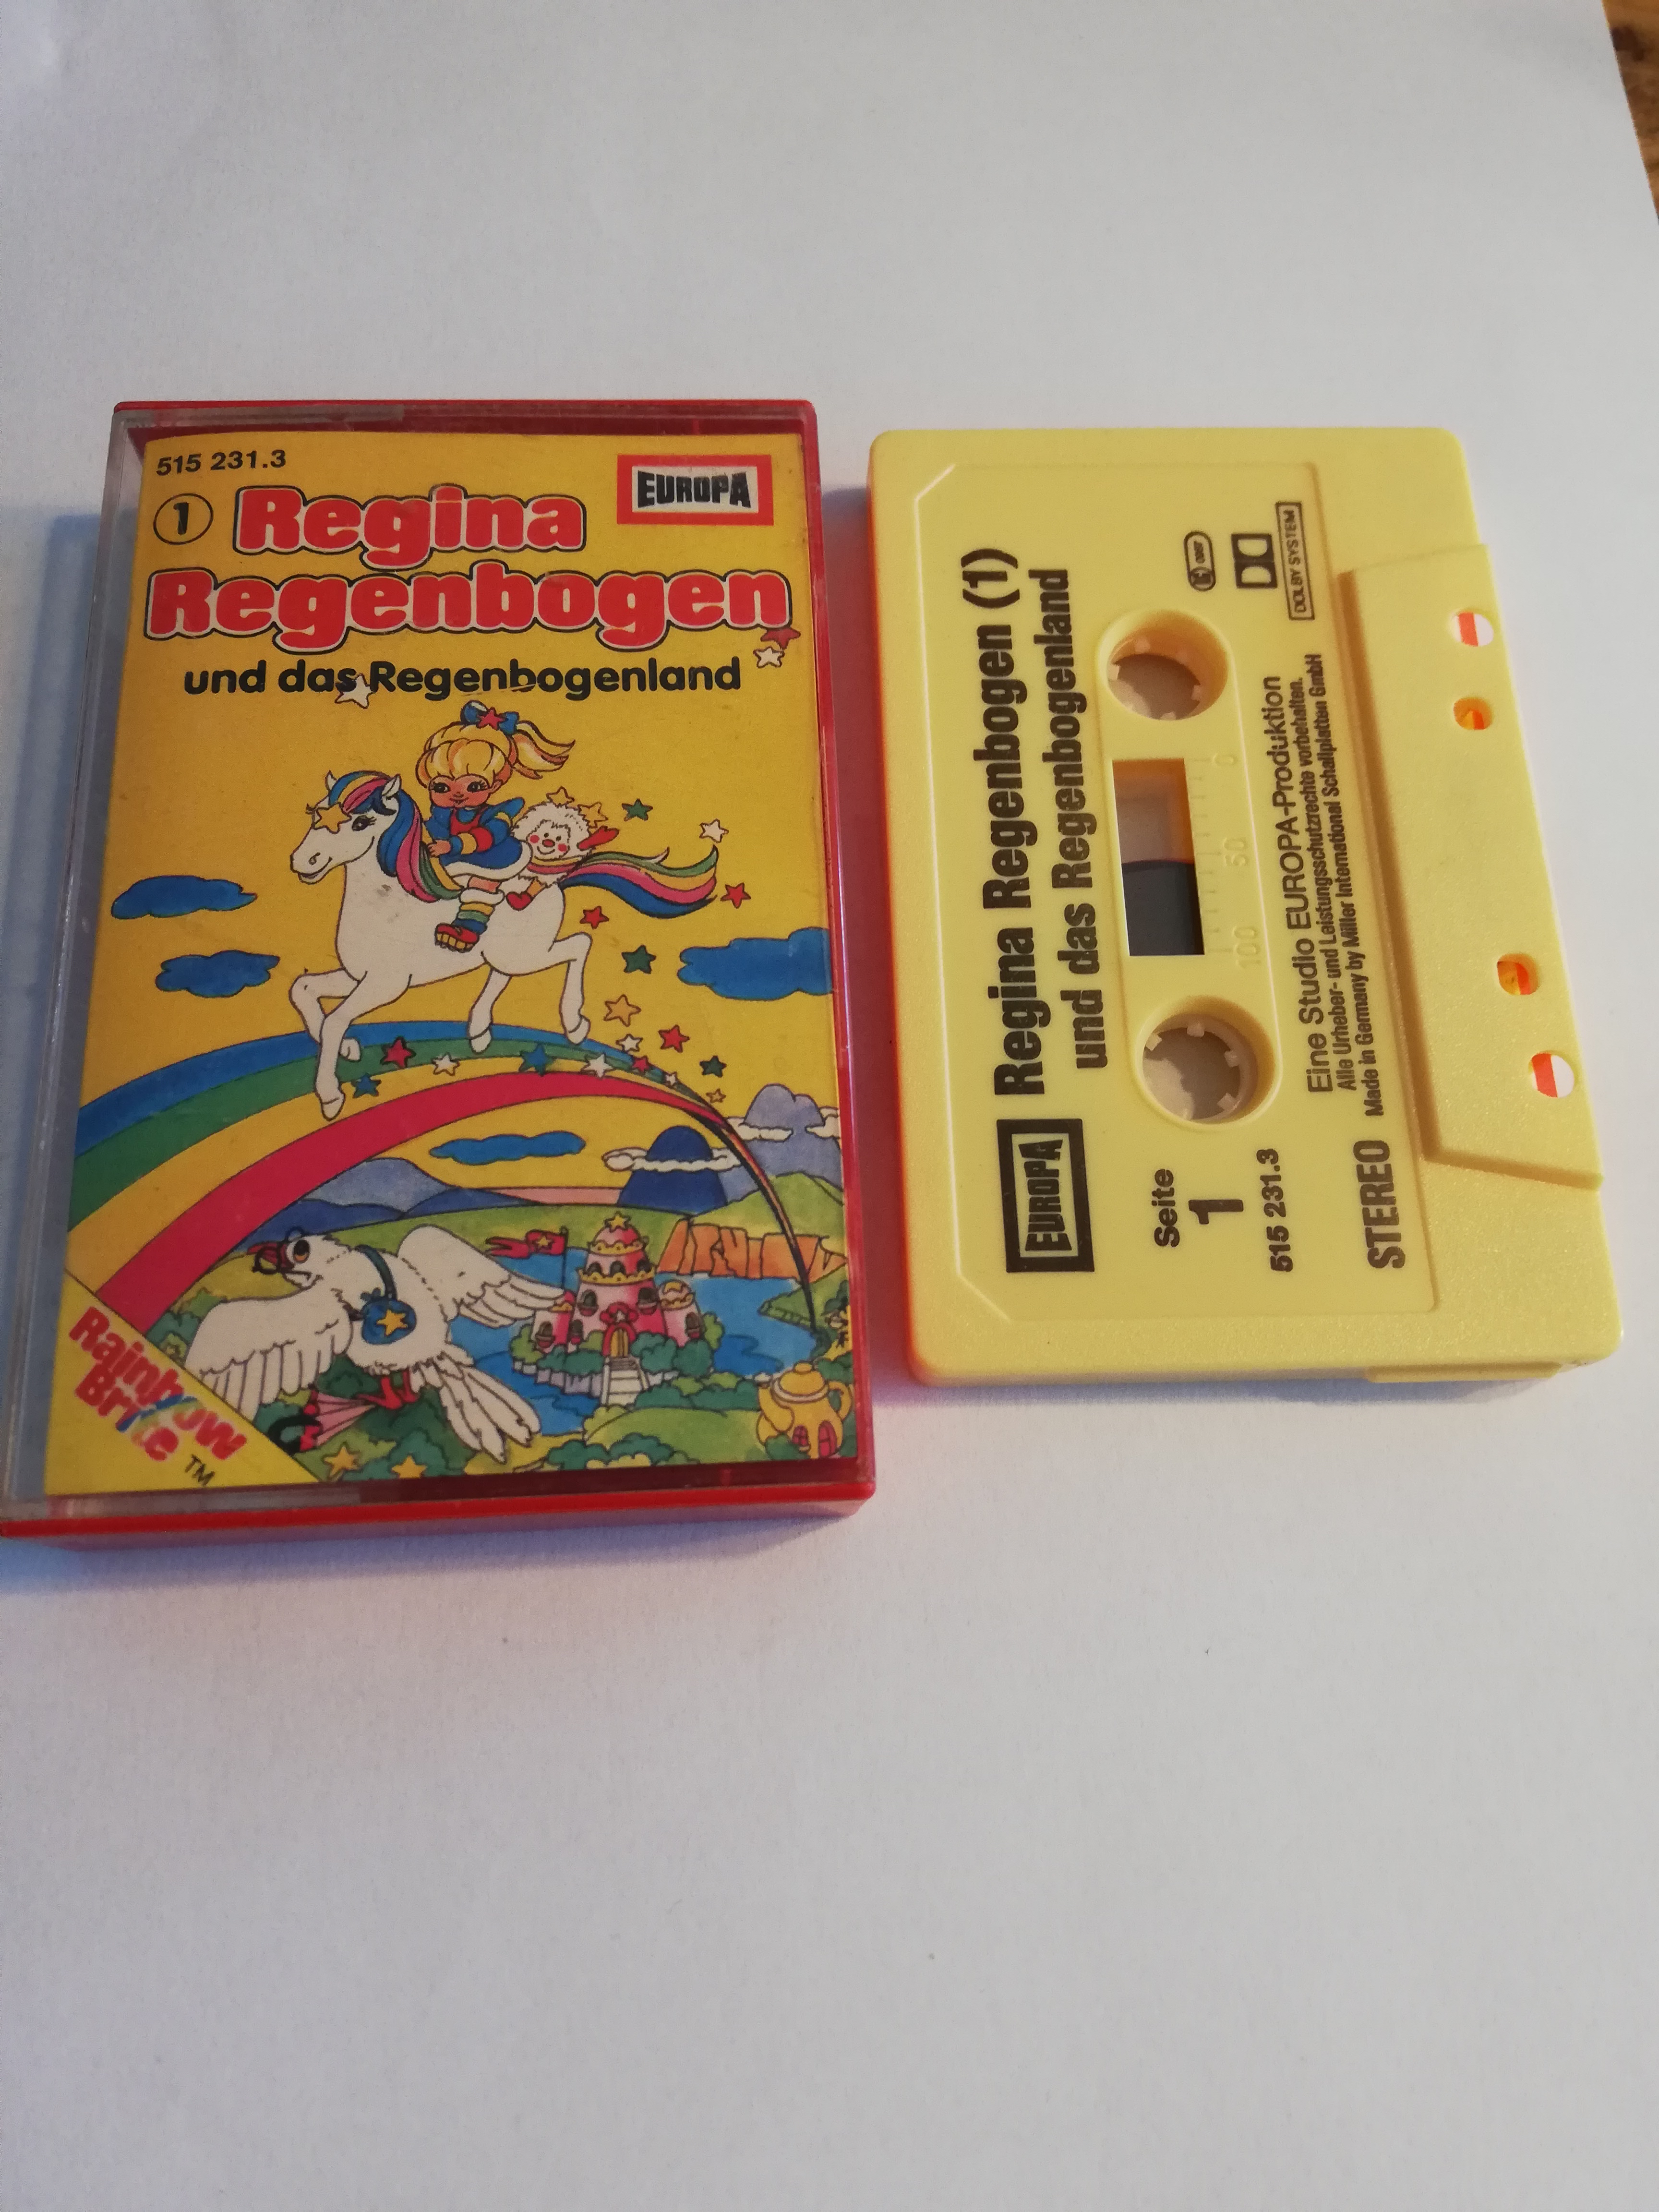 515 231.3
EUROPA
1 Regina
Regenbogen
und das Regenbogenland
Rainbow
Brite
TM
EUROPA
Regina Regenbogen (1)
und das Regenbogenland
Seite
1
515 231.3
STEREO
0
50
100
DOLBY SYSTEM
Eine Studio EUROPA-Produktion
Alle Urheber- und Leistungsschutzrechte vorbehalten.
Made in Germany by Miller International Schallplatten GmbH